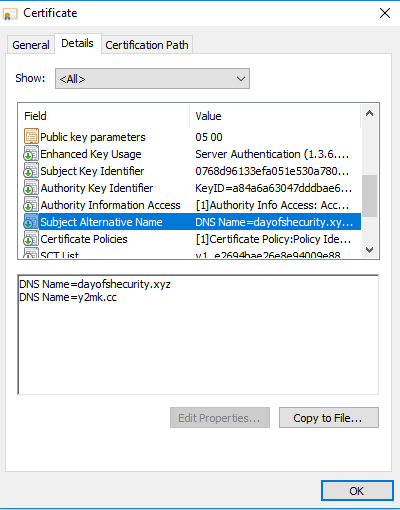 Certificate
General Details Certification Path
Show: <All>
Field Value
Public key parameters 05 00
Enhanced Key Usage Server Authentication (1.3.6....
Subject Key Identifier 0768d96133efa051e530a780...
Authority Key Identifier KeyID=a84a6a63047dddbae6...
Authority Information Access [1]Authority Info Access: Acc...
Subject Alternative Name DNS Name=dayofshecurity.xy...
Certificate Policies [1]Certificate Policy:Policy Ide...
SCT List v1, e2694bae26e8e94009e88
DNS Name=dayofshecurity.xyz
DNS Name=y2mk.cc
Edit Properties... Copy to File...
OK